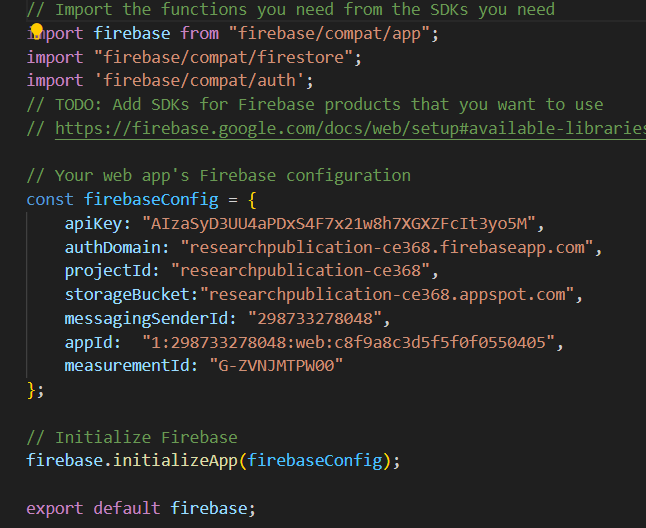 // Import the functions you need from the SDKs you need
import firebase from "firebase/compat/app";
import "firebase/compat/firestore";
import 'firebase/compat/auth';
// TODO: Add SDKs for Firebase products that you want to use
// https://firebase.google.com/docs/web/setup#available-libraries
// Your web app's Firebase configuration
const firebaseConfig = {
apiKey: "AIzaSyD3UU4aPDxS4F7x21w8h7XGXZFcIt3yo5M",
authDomain: "researchpublication-ce368.firebaseapp.com",
projectId: "researchpublication-ce368",
storageBucket:"researchpublication-ce368.appspot.com",
messagingSenderId: "298733278048",
appId:  "1:298733278048:web:c8f9a8c3d5f5f0f0550405",
measurementId: "G-ZVNJMTPW00"
};
// Initialize Firebase
firebase.initializeApp(firebaseConfig);
export default firebase;